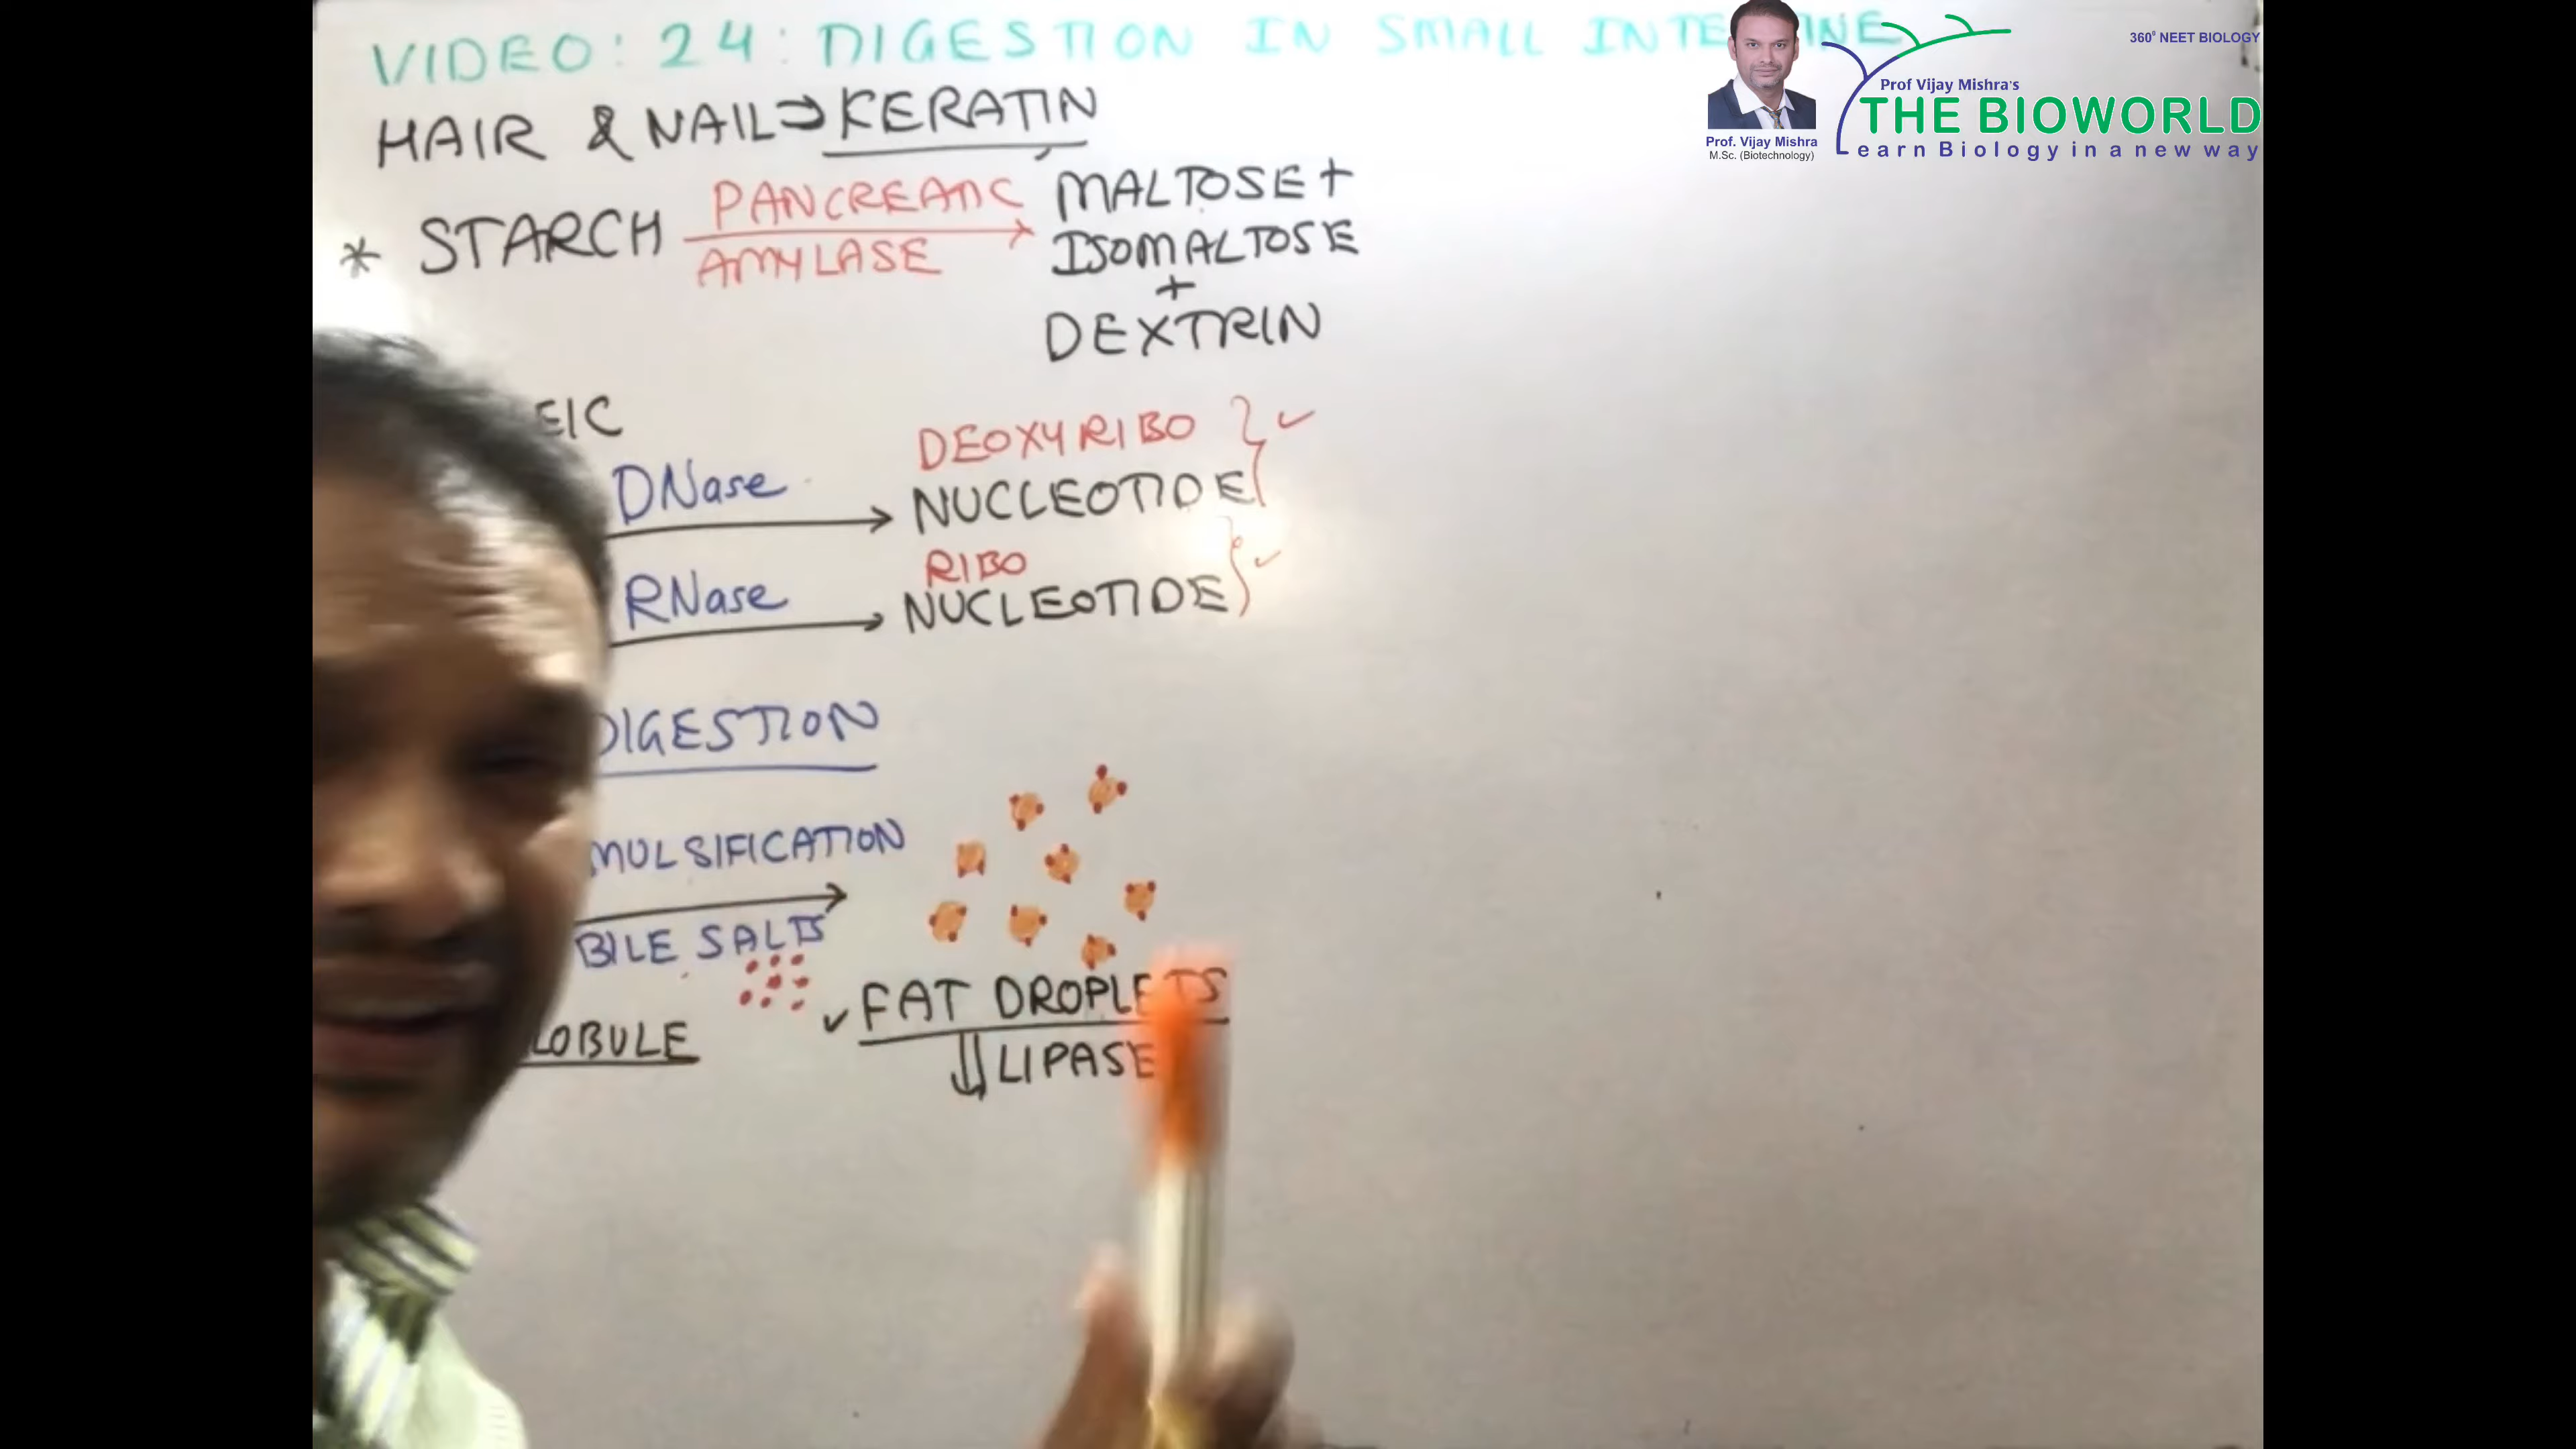 VIDEO: 24: DIGESTION IN SMALL INTESTINE
360° NEET BIOLOGY
Prof Vijay Mishra's
THE BIOWORLD
Learn Biology in a new way
Prof. Vijay Mishra
M.Sc. (Biotechnology)
HAIR & NAIL ⇒ KERATIN
* STARCH PANCREATIC AMYLASE → MALTOSE +
ISOMALTOSE
+
DEXTRIN
EIC
DNase → DEOXYRIBO
NUCLEOTIDE
RNase → RIBO
NUCLEOTIDE
DIGESTION
MULSIFICATION
BILE SALTS
✓ FAT DROPLETS
LOBULE
⇓ LIPASE